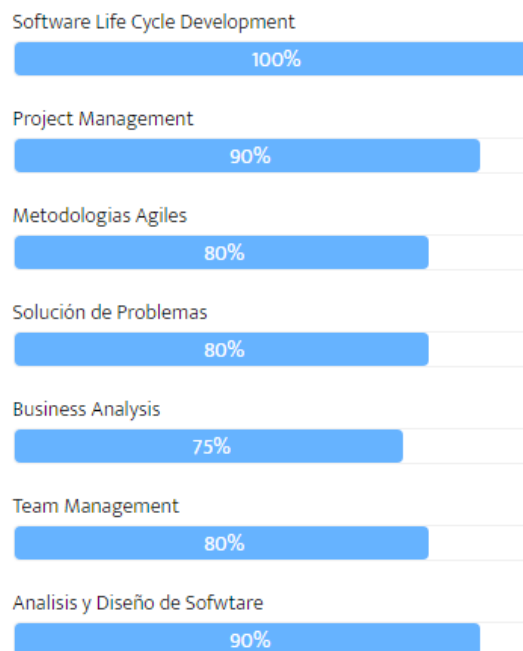 Software Life Cycle Development
100%
Project Management
90%
Metodologias Agiles
80%
Solución de Problemas
80%
Business Analysis
75%
Team Management
80%
Analisis y Diseño de Sofwtare
90%